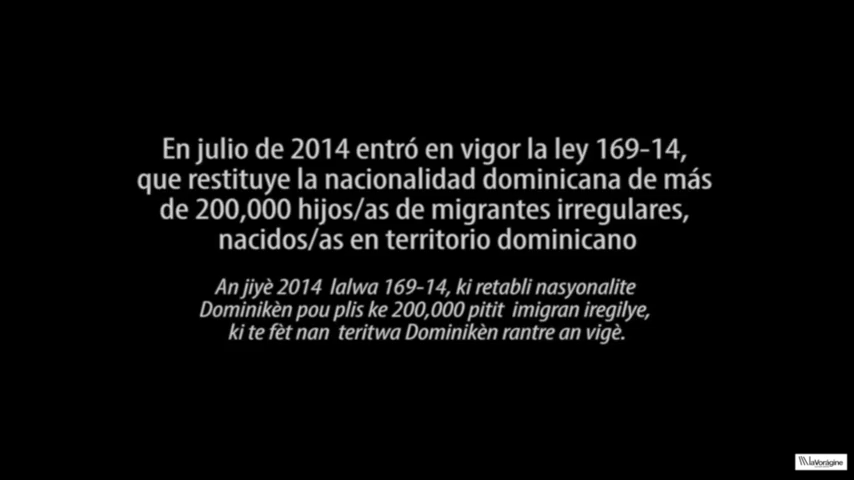 En julio de 2014 entró en vigor la ley 169-14,
que restituye la nacionalidad dominicana de más
de 200,000 hijos/as de migrantes irregulares,
nacidos/as en territorio dominicano
An jiyè 2014 lalwa 169-14, ki retabli nasyonalite
Dominikèn pou plis ke 200,000 pitit imigran iregilye,
ki te fèt nan teritwa Dominikèn rantre an vigè.
laVorágine